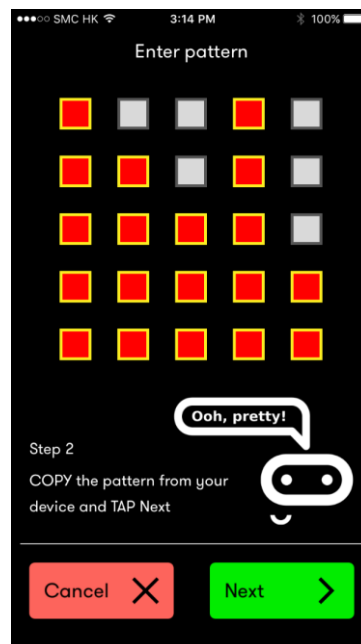 SMC HK 3:14 PM 100%
Enter pattern
Ooh, pretty!
Step 2
COPY the pattern from your
device and TAP Next
Cancel Next